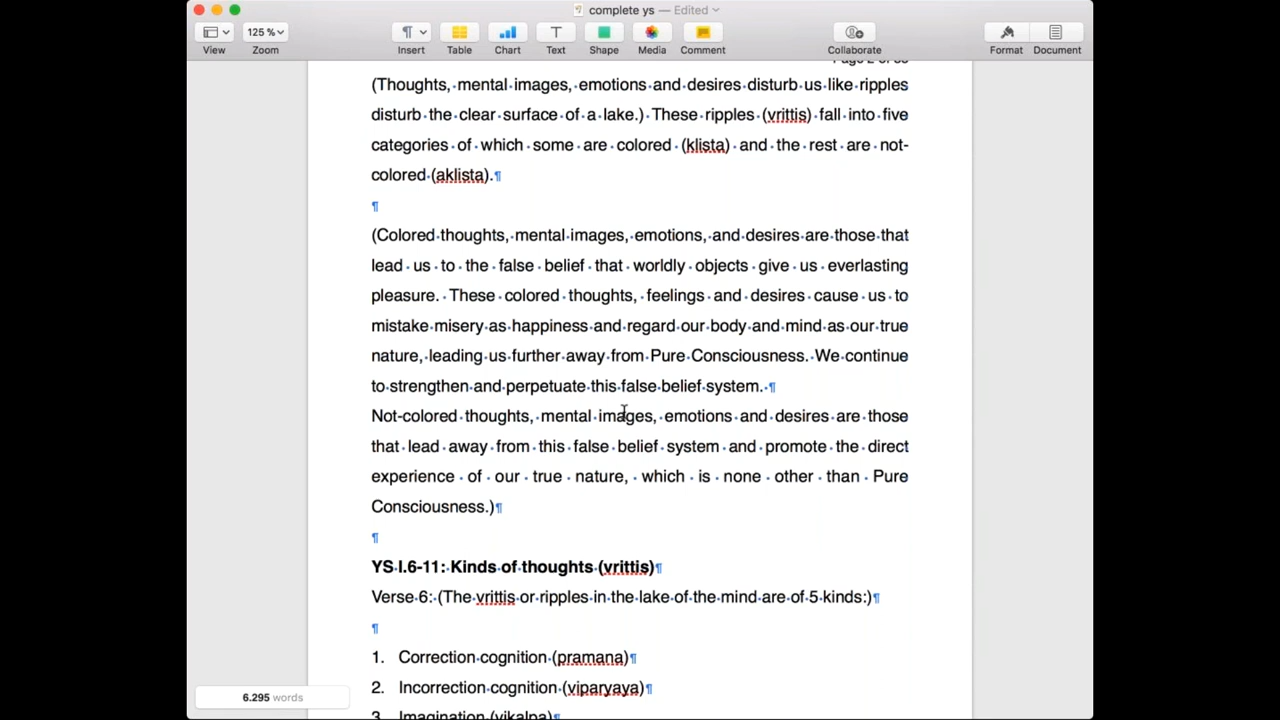 complete ys — Edited
View
125 %
Zoom
Insert
Table
Chart
Text
Shape
Media
Comment
Collaborate
Format
Document
(Thoughts, mental images, emotions and desires disturb us like ripples
disturb the clear surface of a lake.) These ripples (vrittis) fall into five
categories of which some are colored (klista) and the rest are not-
colored (aklista).¶
¶
(Colored thoughts, mental images, emotions, and desires are those that
lead us to the false belief that worldly objects give us everlasting
pleasure. These colored thoughts, feelings and desires cause us to
mistake misery as happiness and regard our body and mind as our true
nature, leading us further away from Pure Consciousness. We continue
to strengthen and perpetuate this false belief system. ¶
Not-colored thoughts, mental images, emotions and desires are those
that lead away from this false belief system and promote the direct
experience of our true nature, which is none other than Pure
Consciousness.)¶
¶
YS I.6-11: Kinds of thoughts (vrittis)¶
Verse 6: (The vrittis or ripples in the lake of the mind are of 5 kinds:)¶
¶
1. Correction cognition (pramana)¶
2. Incorrection cognition (viparyaya)¶
3. Imagination (vikalpa)¶
6.295 words